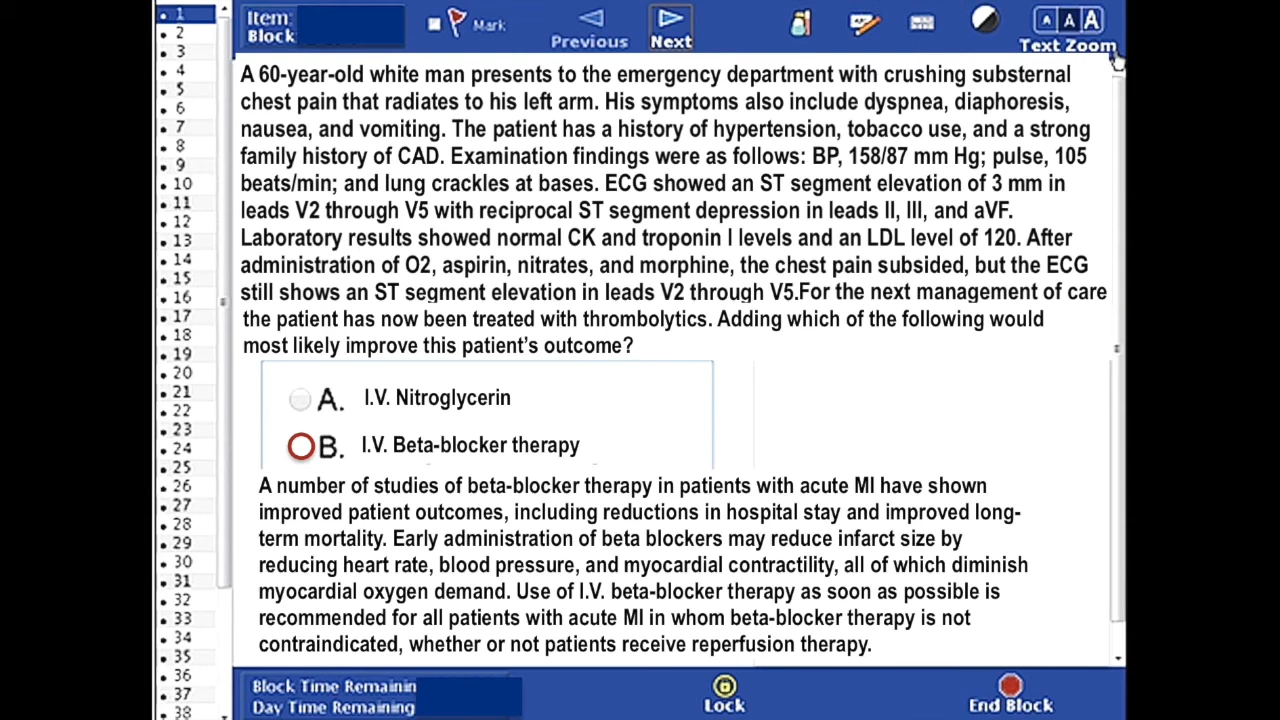 1
2
3
4
5
6
7
8
9
10
11
12
13
14
15
16
17
18
19
20
21
22
23
24
25
26
27
28
29
30
31
32
33
34
35
36
37
38
Item:
Block:
Mark
Previous
Next
A A A
Text Zoom
A 60-year-old white man presents to the emergency department with crushing substernal
chest pain that radiates to his left arm. His symptoms also include dyspnea, diaphoresis,
nausea, and vomiting. The patient has a history of hypertension, tobacco use, and a strong
family history of CAD. Examination findings were as follows: BP, 158/87 mm Hg; pulse, 105
beats/min; and lung crackles at bases. ECG showed an ST segment elevation of 3 mm in
leads V2 through V5 with reciprocal ST segment depression in leads II, III, and aVF.
Laboratory results showed normal CK and troponin I levels and an LDL level of 120. After
administration of O2, aspirin, nitrates, and morphine, the chest pain subsided, but the ECG
still shows an ST segment elevation in leads V2 through V5.For the next management of care
the patient has now been treated with thrombolytics. Adding which of the following would
most likely improve this patient's outcome?
A. I.V. Nitroglycerin
B. I.V. Beta-blocker therapy
A number of studies of beta-blocker therapy in patients with acute MI have shown
improved patient outcomes, including reductions in hospital stay and improved long-
term mortality. Early administration of beta blockers may reduce infarct size by
reducing heart rate, blood pressure, and myocardial contractility, all of which diminish
myocardial oxygen demand. Use of I.V. beta-blocker therapy as soon as possible is
recommended for all patients with acute MI in whom beta-blocker therapy is not
contraindicated, whether or not patients receive reperfusion therapy.
Block Time Remainin
Day Time Remaining
Lock
End Block